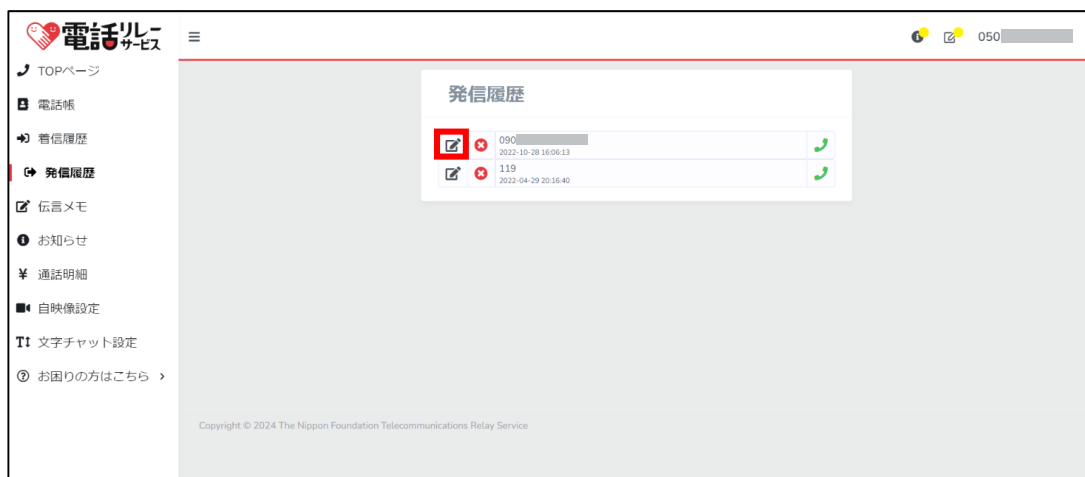 電話リレーサービス
050
TOPページ
電話帳
着信履歴
発信履歴
伝言メモ
お知らせ
通話明細
自映像設定
文字チャット設定
お困りの方はこちら
発信履歴
090
2022-10-28 16:06:13
119
2022-04-29 20:16:40
Copyright © 2024 The Nippon Foundation Telecommunications Relay Service